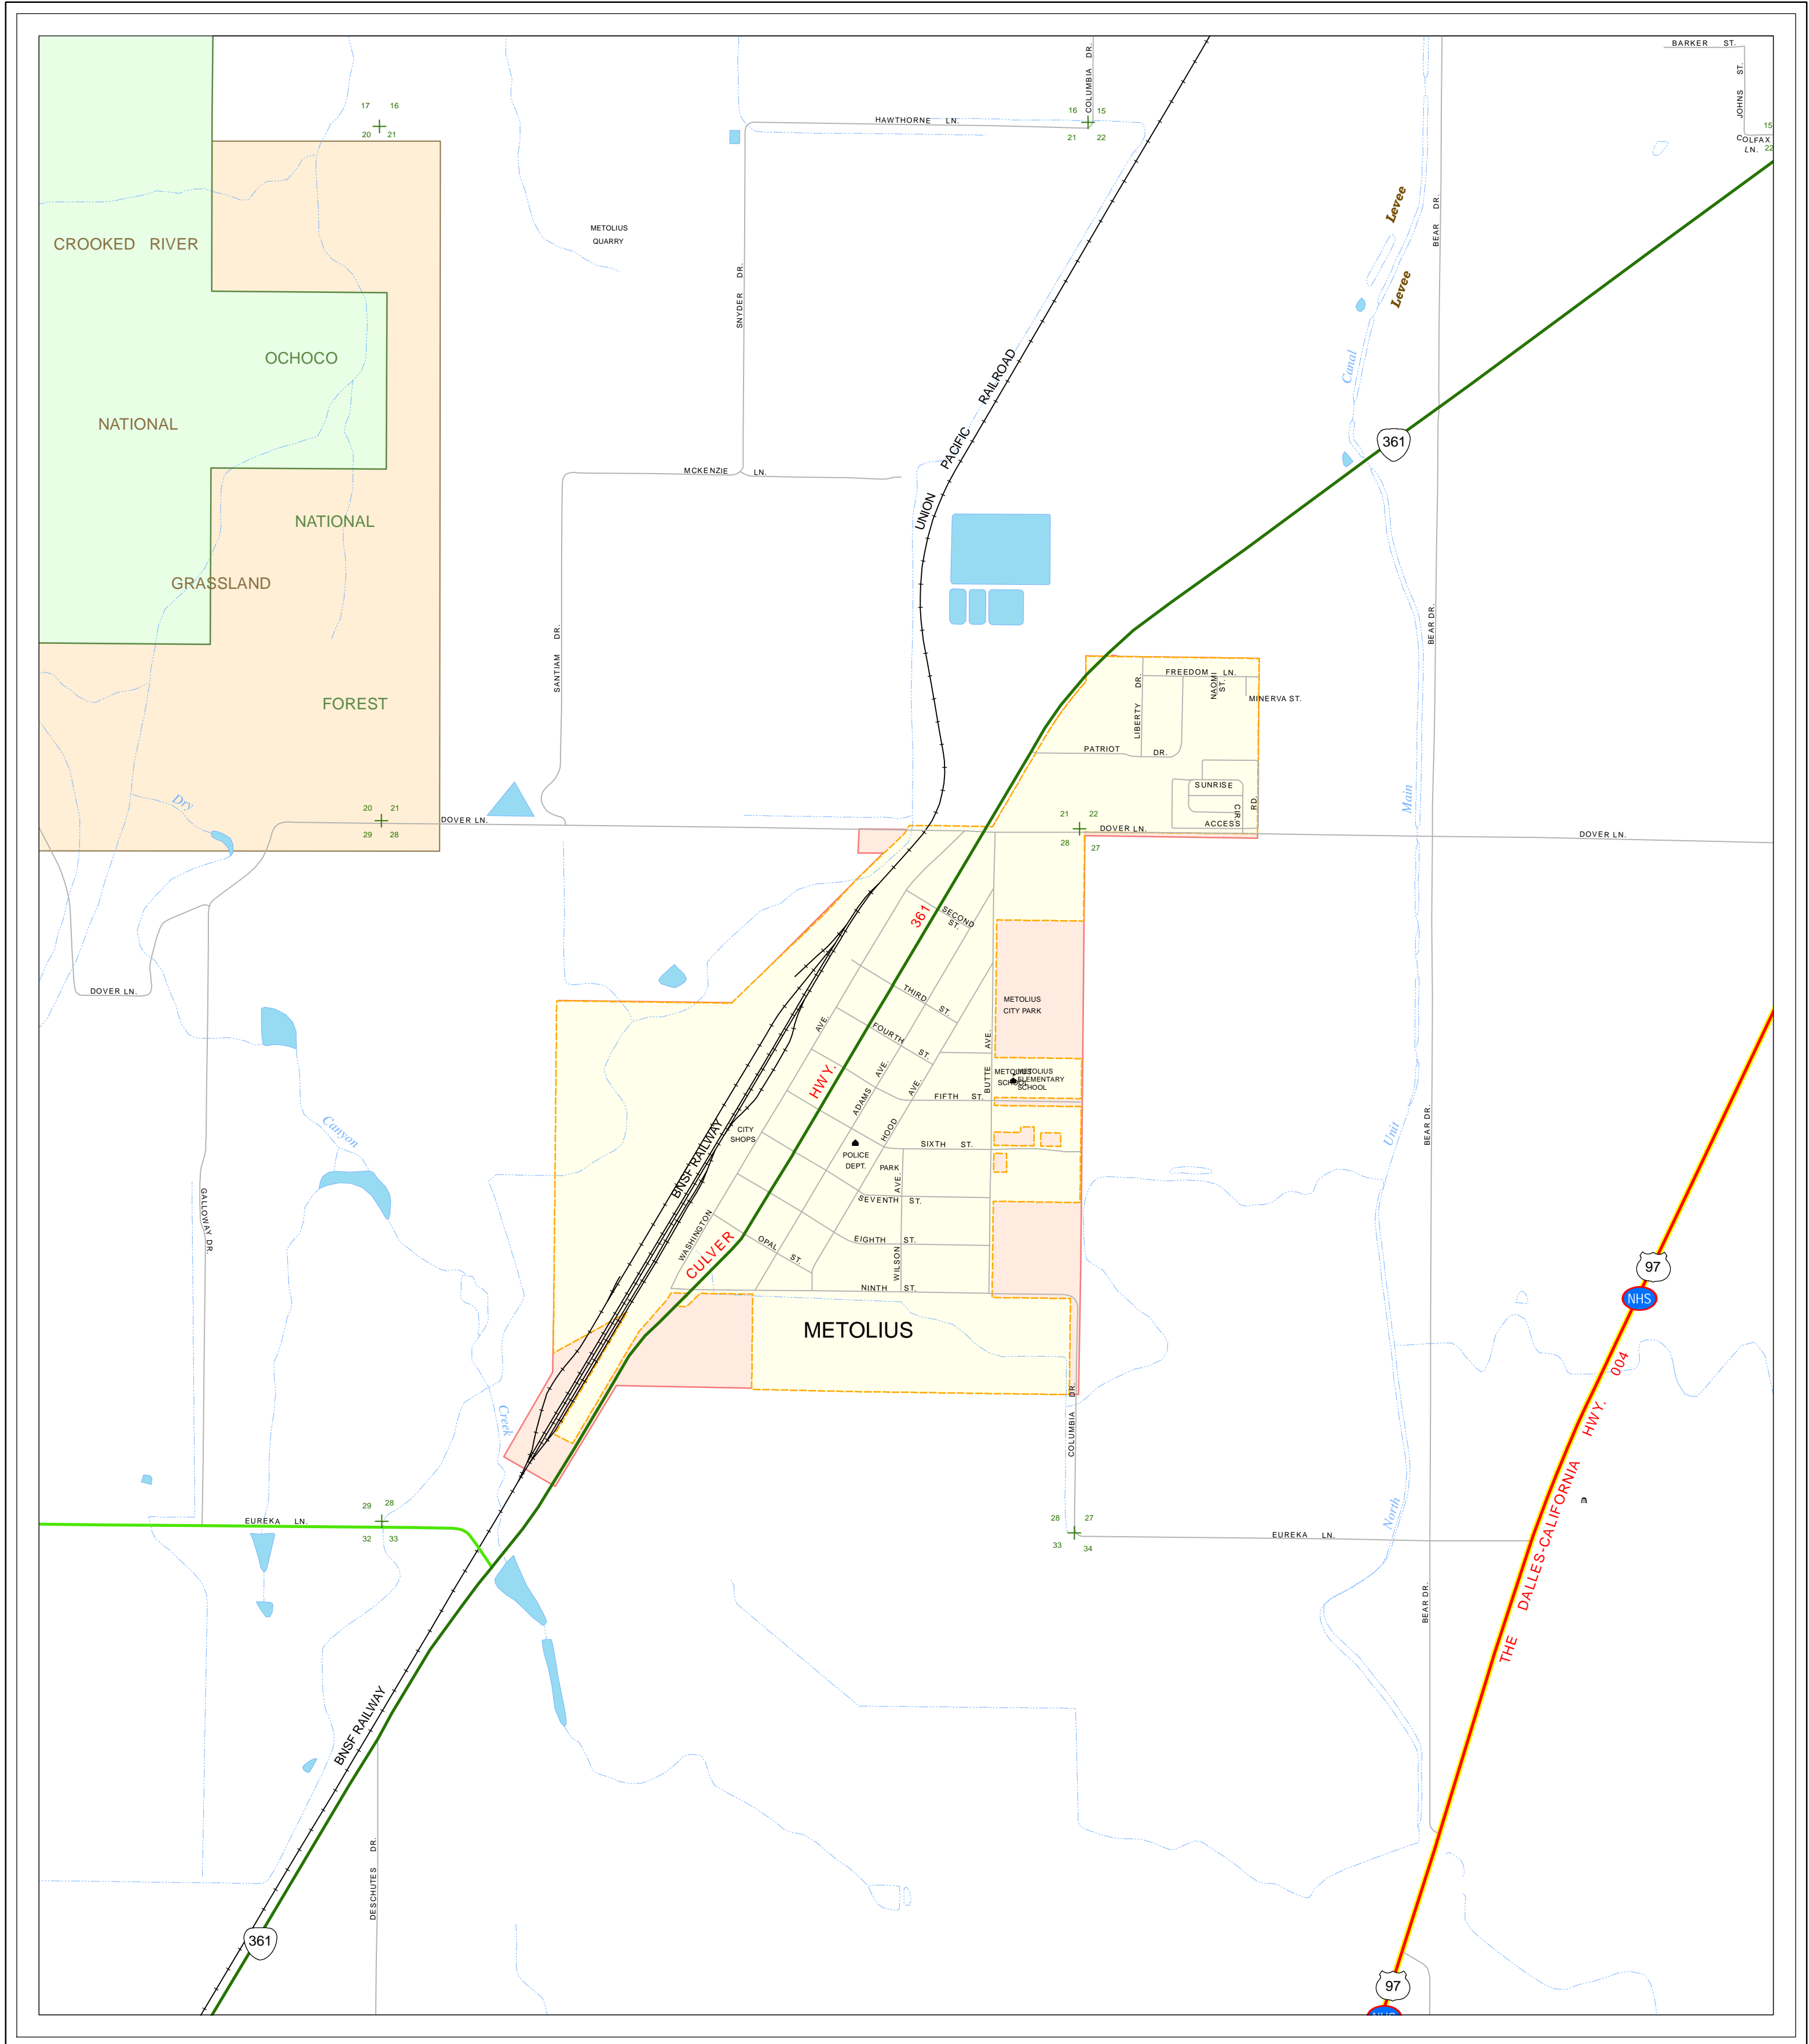 BARKER ST.
JOHNS ST.
COLUMBIA DR.
17 16
20 21
16 15
21 22
HAWTHORNE LN.
15
22
COLFAX
LN.
BEAR DR.
Levee
Levee
METOLIUS
QUARRY
CROOKED RIVER
SNYDER DR.
OCHOCO
Canal
UNION PACIFIC RAILROAD
NATIONAL
361
MCKENZIE LN.
NATIONAL
GRASSLAND
SANTIAM DR.
BEAR DR.
FOREST
FREEDOM LN.
NAOMI
ST.
MINERVA ST.
LIBERTY DR.
PATRIOT DR.
SUNRISE
CIR
ACCESS RD.
Dry
Main
20 21
29 28
DOVER LN.
21 22
28 27
DOVER LN.
DOVER LN.
361
SECOND
ST.
DOVER LN.
THIRD ST.
METOLIUS
CITY PARK
FOURTH ST.
AVE.
AVE.
AVE.
BUTTE AVE.
HWY.
METOLIUS
SCHOOL
METOLIUS
ELEMENTARY
SCHOOL
ADAMS
HOOD
FIFTH ST.
CITY
SHOPS
BNSF RAILWAY
SIXTH ST.
POLICE
DEPT.
PARK
AVE.
SEVENTH ST.
Canyon
Unit
BEAR DR.
GALLOWAY DR.
WASHINGTON
OPAL ST.
EIGHTH ST.
WILSON
CULVER
NINTH ST.
97
NHS
METOLIUS
Creek
COLUMBIA DR.
THE DALLES-CALIFORNIA HWY. 004
North
29 28
32 33
EUREKA LN.
28 27
33 34
EUREKA LN.
BEAR DR.
BNSF RAILWAY
DESCHUTES DR.
361
97
NHS